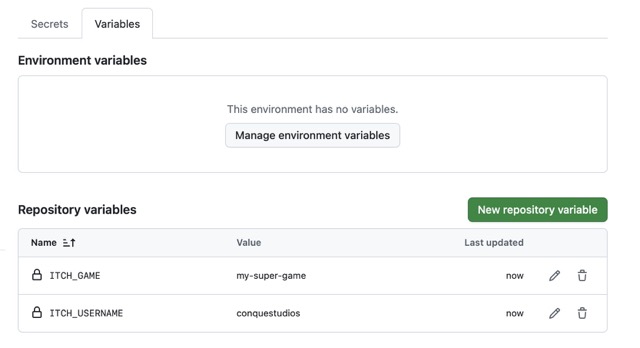 Secrets Variables
Environment variables
This environment has no variables.
Manage environment variables
Repository variables New repository variable
Name Value Last updated
ITCH_GAME my-super-game now
ITCH_USERNAME conquestudios now